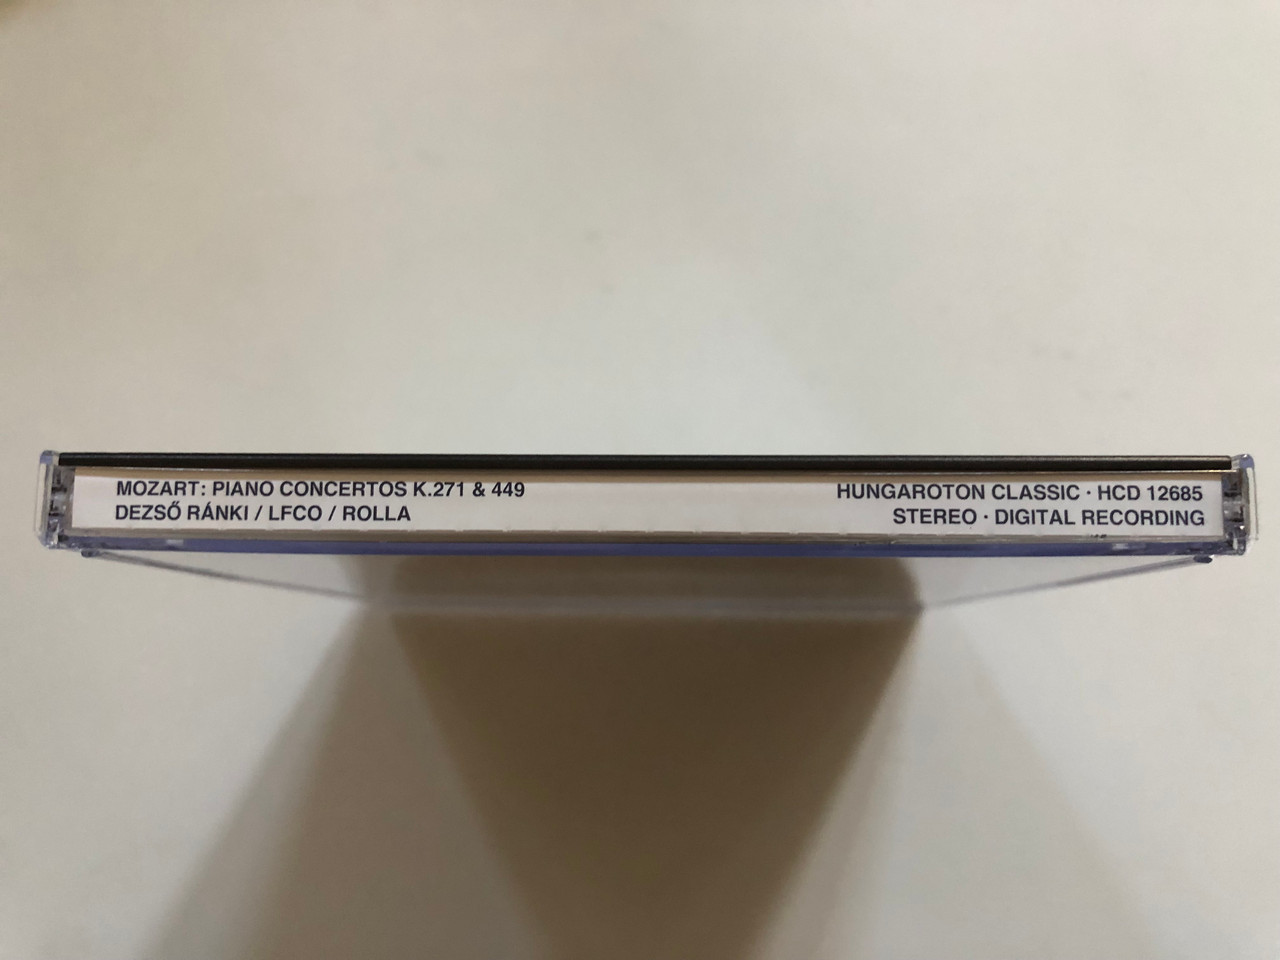 MOZART: PIANO CONCERTOS K.271 & 449
DEZSŐ RÁNKI / LFCO / ROLLA
HUNGAROTON CLASSIC · HCD 12685
STEREO · DIGITAL RECORDING